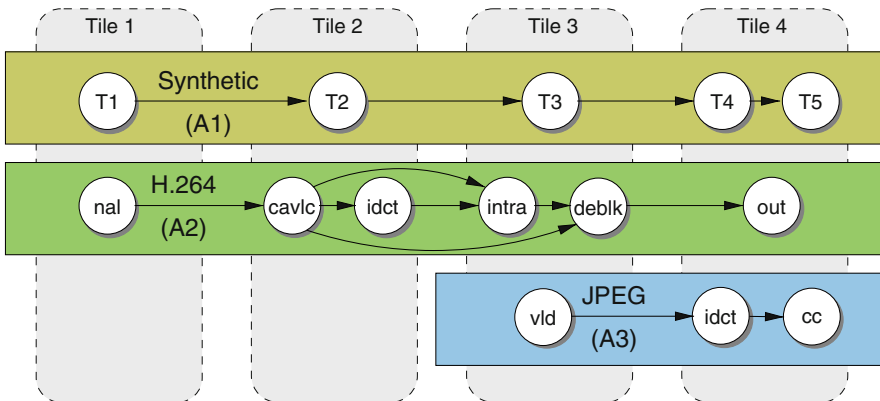 Tile 1 Tile 2 Tile 3 Tile 4
Synthetic
T1 T2 T3 T4 T5
(A1)
H.264
nal cavlc idct intra deblk out
(A2)
JPEG
vld idct cc
(A3)